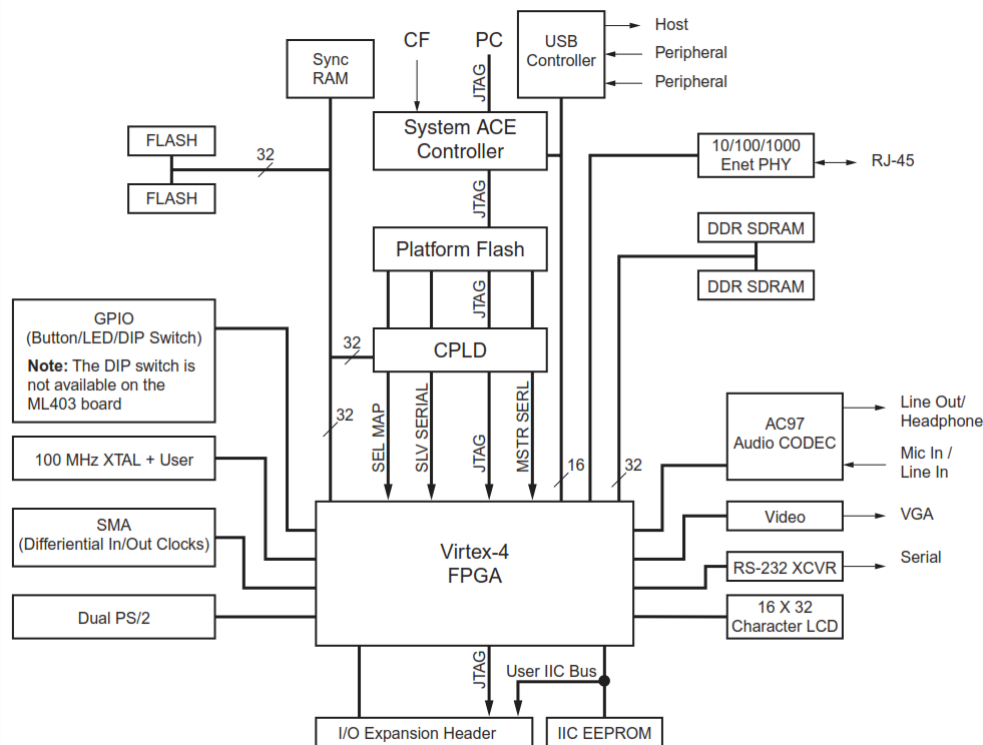 CF
PC
Sync
RAM
USB
Controller
Host
Peripheral
Peripheral
JTAG
System ACE
Controller
FLASH
FLASH
32
10/100/1000
Enet PHY
RJ-45
JTAG
Platform Flash
DDR SDRAM
DDR SDRAM
JTAG
GPIO
(Button/LED/DIP Switch)
Note: The DIP switch is
not available on the
ML403 board
32
CPLD
32
SEL MAP
SLV SERIAL
JTAG
MSTR SERL
16
32
AC97
Audio CODEC
Line Out/
Headphone
Mic In /
Line In
100 MHz XTAL + User
SMA
(Differential In/Out Clocks)
Dual PS/2
Virtex-4
FPGA
Video
VGA
RS-232 XCVR
Serial
16 X 32
Character LCD
JTAG
User IIC Bus
I/O Expansion Header
IIC EEPROM